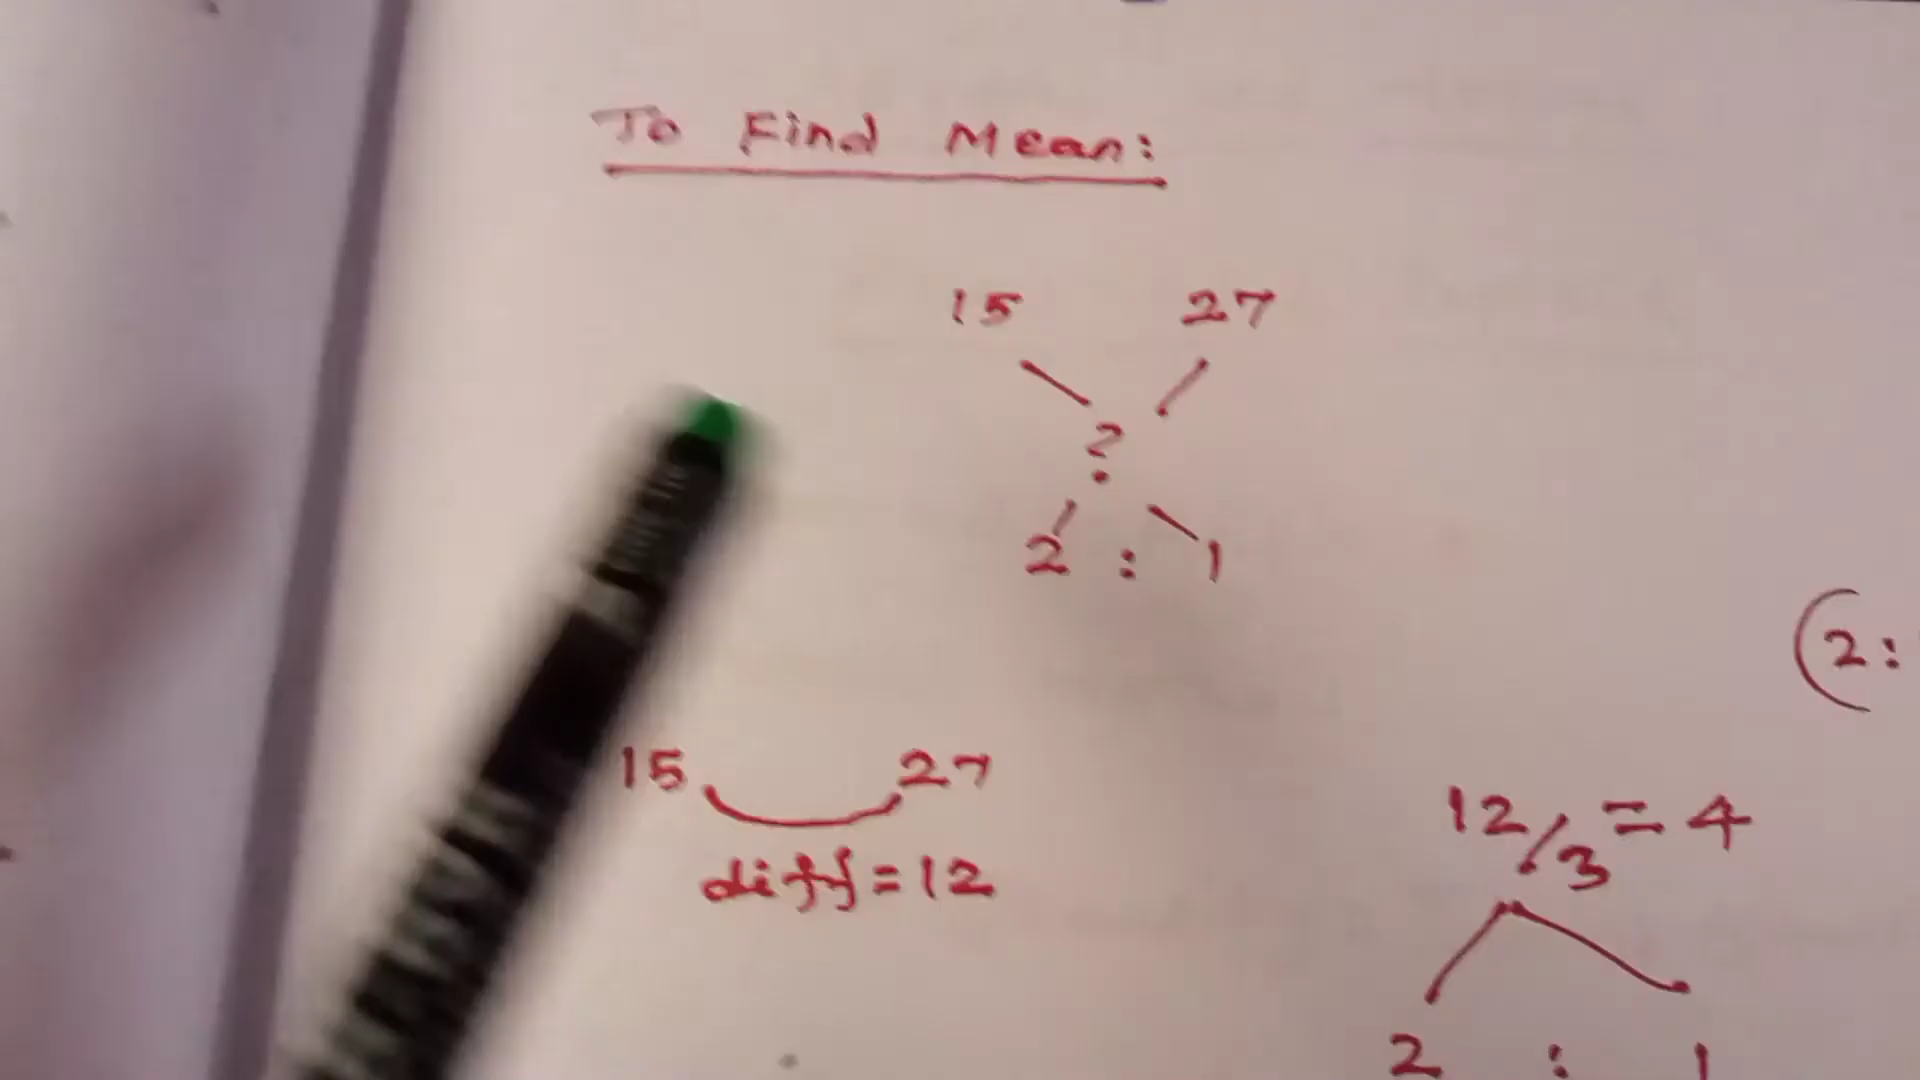 To Find Mean:
15 27
?
2 : 1
(2:
15 27
diff = 12
12/3 = 4
2 : 1